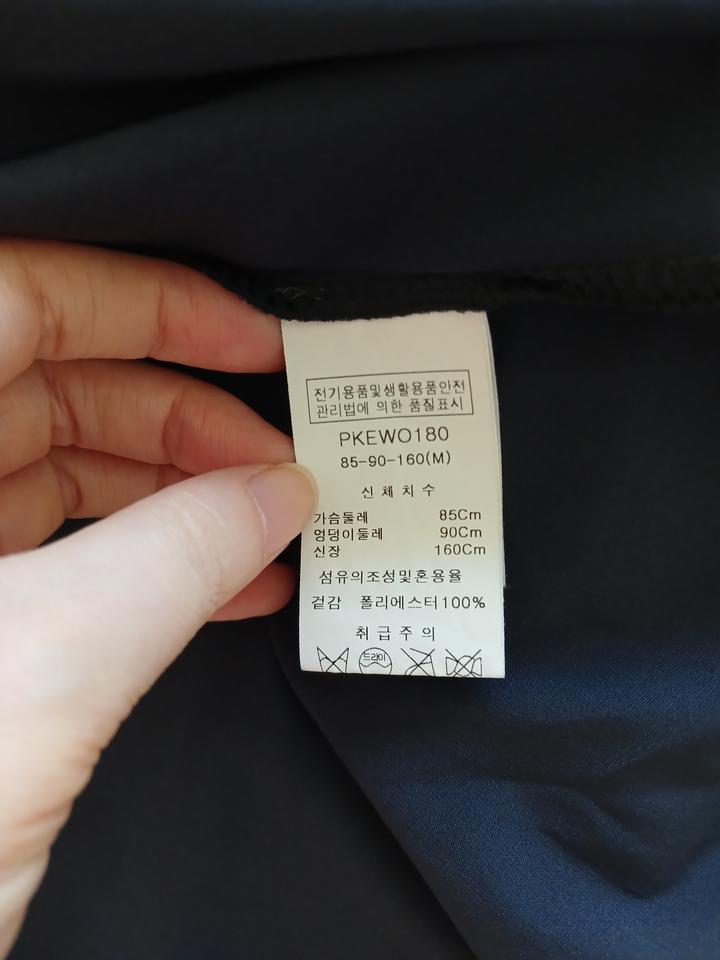 전기용품및생활용품안전
관리법에 의한 품질표시
PKEWO180
85-90-160(M)
신체치수
가슴둘레 85Cm
엉덩이둘레 90Cm
신장 160Cm
섬유의조성및혼용율
겉감 폴리에스터100%
취급주의
드라이